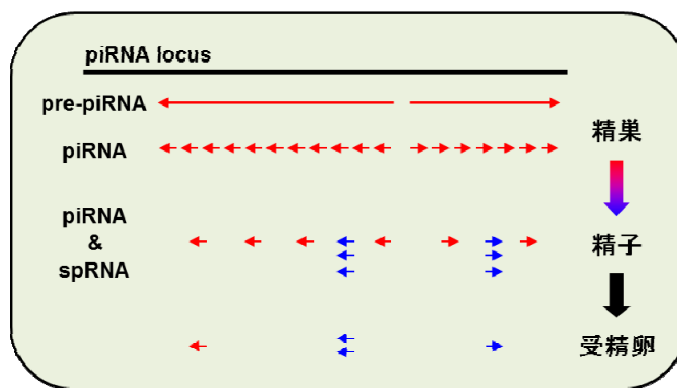 piRNA locus
pre-piRNA
piRNA
精巣
piRNA
&
spRNA
精子
受精卵